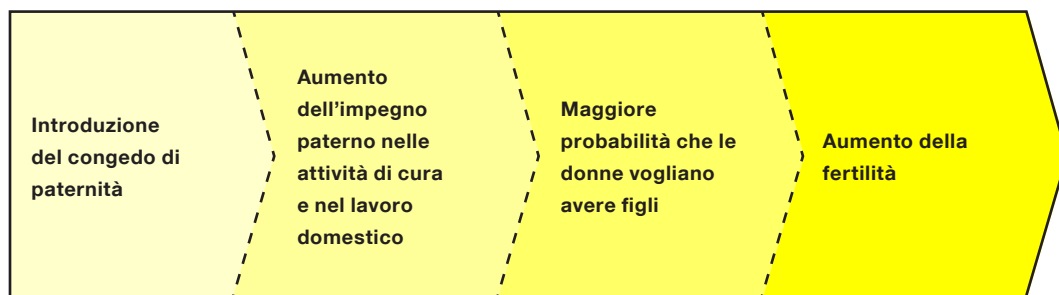 Introduzione
del congedo di
paternità
Aumento
dell'impegno
paterno nelle
attività di cura
e nel lavoro
domestico
Maggiore
probabilità che le
donne vogliano
avere figli
Aumento della
fertilità